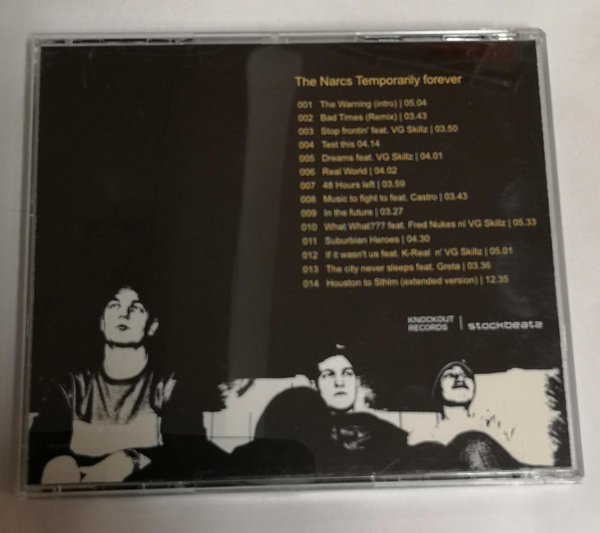 The Narcs Temporarily forever
001 The Warning (intro) | 05.04
002 Bad Times (Remix) | 03.43
003 Stop frontin' feat. VG Skillz | 03.50
004 Test this 04.14
005 Dreams feat. VG Skillz | 04.01
006 Real World | 04.02
007 48 Hours left | 03.59
008 Music to fight to feat. Castro | 03.43
009 In the future | 03.27
010 What What??? feat. Fred Nukes ni VG Skillz | 05.33
011 Suburbian Heroes | 04.30
012 If it wasn't us feat. K-Real n' VG Skillz | 05.01
013 The city never sleeps feat. Greta | 03.36
014 Houston to Sthlm (extended version) | 12.35
KNOCKOUT
RECORDS | stockbeatz